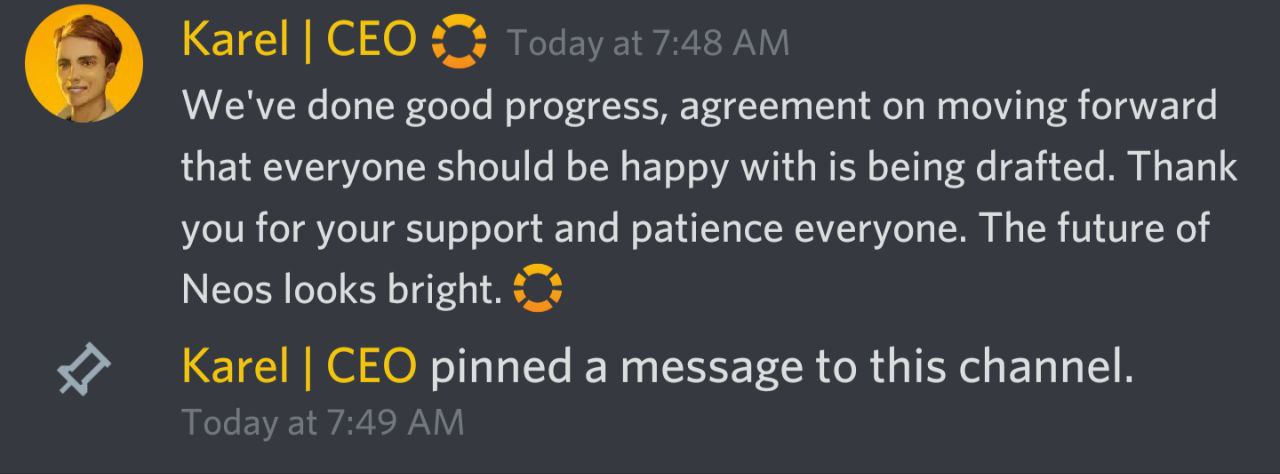 Karel | CEO Today at 7:48 AM
We've done good progress, agreement on moving forward
that everyone should be happy with is being drafted. Thank
you for your support and patience everyone. The future of
Neos looks bright.
Karel | CEO pinned a message to this channel.
Today at 7:49 AM